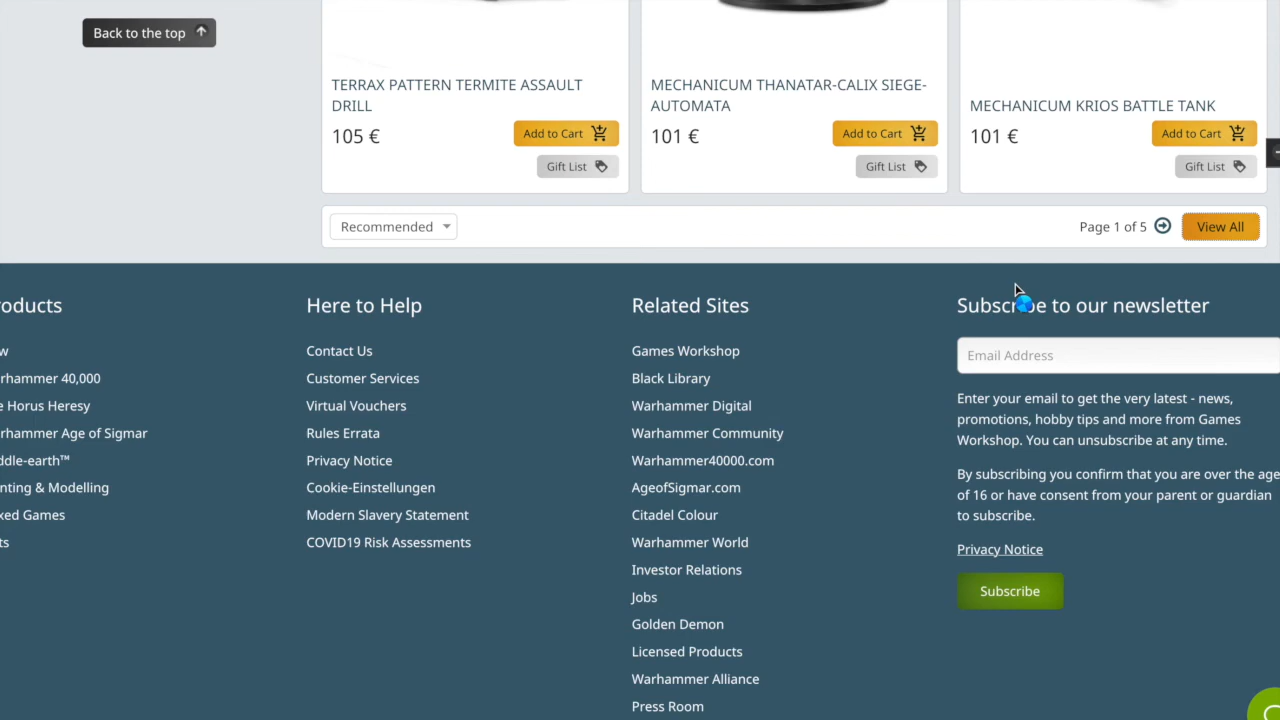 Back to the top
TERRAX PATTERN TERMITE ASSAULT
DRILL
105 €
Add to Cart
Gift List
MECHANICUM THANATAR-CALIX SIEGE-
AUTOMATA
101 €
Add to Cart
Gift List
MECHANICUM KRIOS BATTLE TANK
101 €
Add to Cart
Gift List
Recommended
Page 1 of 5
View All
roducts
w
rhammer 40,000
e Horus Heresy
rhammer Age of Sigmar
ddle-earth™
nting & Modelling
xed Games
ts
Here to Help
Contact Us
Customer Services
Virtual Vouchers
Rules Errata
Privacy Notice
Cookie-Einstellungen
Modern Slavery Statement
COVID19 Risk Assessments
Related Sites
Games Workshop
Black Library
Warhammer Digital
Warhammer Community
Warhammer40000.com
AgeofSigmar.com
Citadel Colour
Warhammer World
Investor Relations
Jobs
Golden Demon
Licensed Products
Warhammer Alliance
Press Room
Subscribe to our newsletter
Email Address
Enter your email to get the very latest - news,
promotions, hobby tips and more from Games
Workshop. You can unsubscribe at any time.
By subscribing you confirm that you are over the age
of 16 or have consent from your parent or guardian
to subscribe.
Privacy Notice
Subscribe